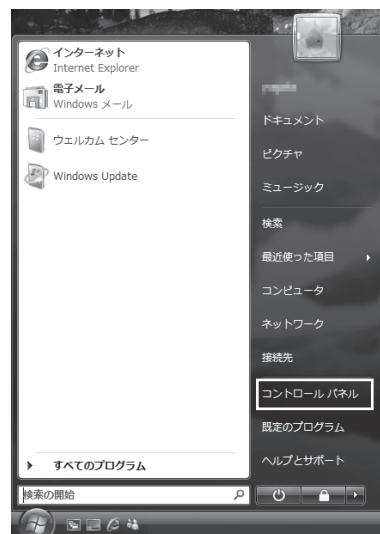 インターネット
Internet Explorer
電子メール
Windows メール
ウェルカム センター
Windows Update
すべてのプログラム
検索の開始
ドキュメント
ピクチャ
ミュージック
検索
最近使った項目
コンピュータ
ネットワーク
接続先
コントロール パネル
既定のプログラム
ヘルプとサポート